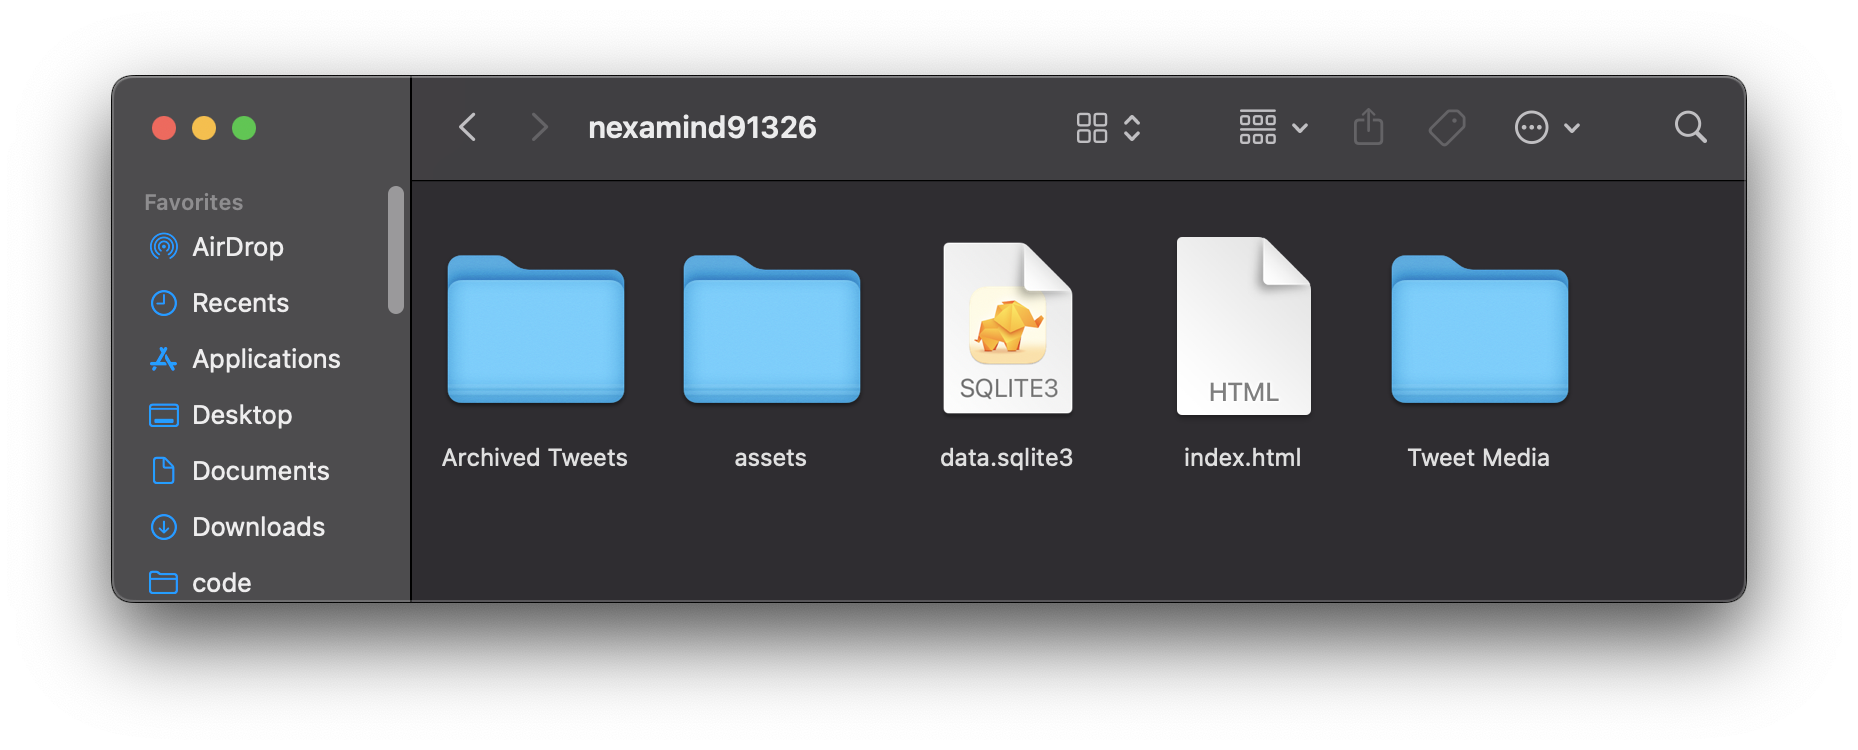 nexamind91326
Favorites
AirDrop
Recents
Applications
Desktop
Documents
Downloads
code
SQLITE3
HTML
Archived Tweets
assets
data.sqlite3
index.html
Tweet Media